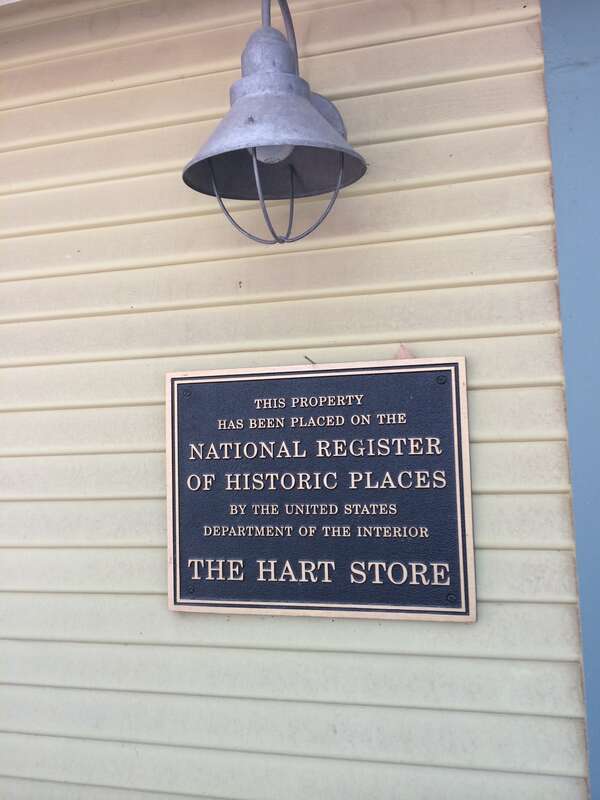 THIS PROPERTY
HAS BEEN PLACED ON THE
NATIONAL REGISTER
OF HISTORIC PLACES
BY THE UNITED STATES
DEPARTMENT OF THE INTERIOR
THE HART STORE